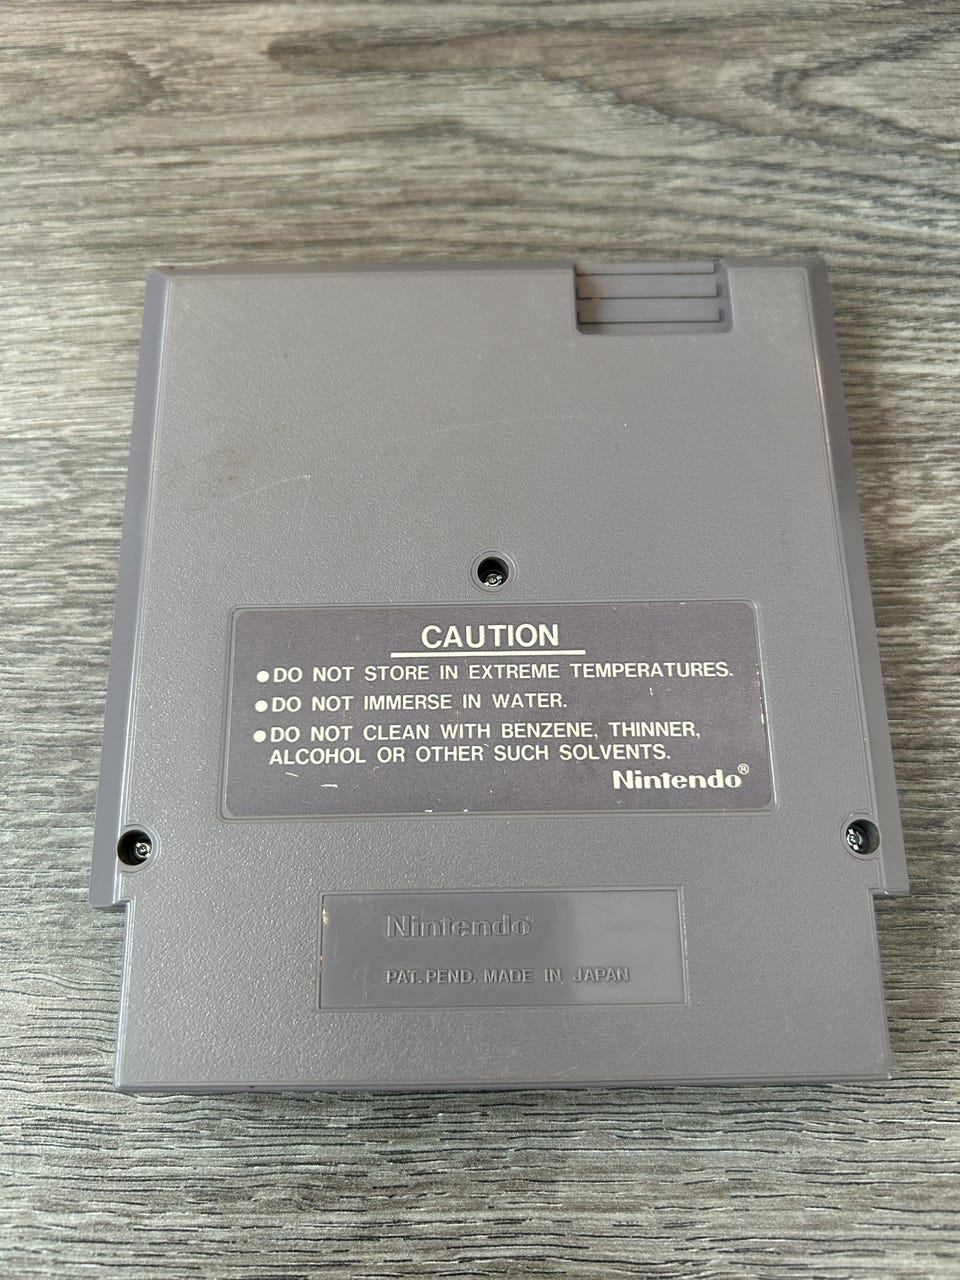 CAUTION
●DO NOT STORE IN EXTREME TEMPERATURES.
●DO NOT IMMERSE IN WATER.
●DO NOT CLEAN WITH BENZENE, THINNER,
ALCOHOL OR OTHER SUCH SOLVENTS.
Nintendo®
Nintendo®
PAT. PEND. MADE IN JAPAN